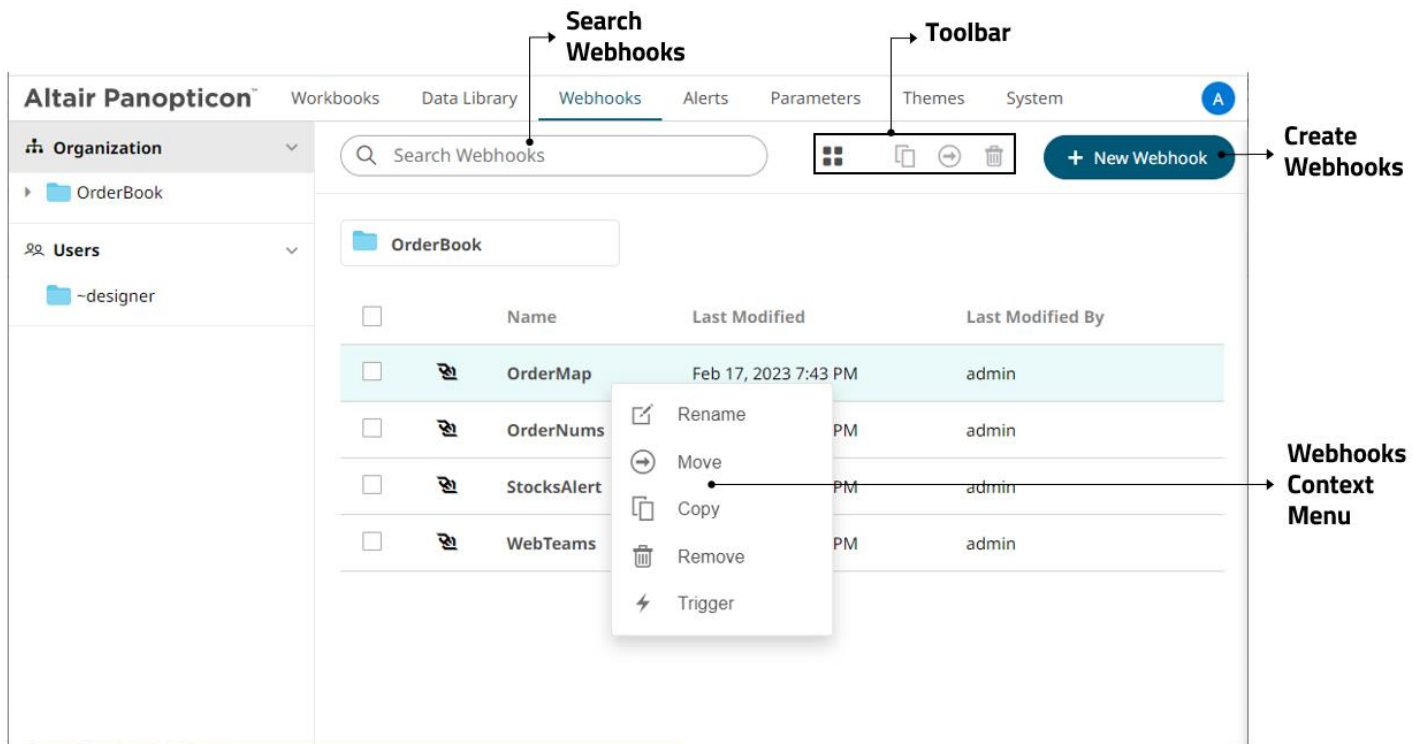 Search
Webhooks
Toolbar
Altair Panopticon™ Workbooks Data Library Webhooks Alerts Parameters Themes System A
Organization
Search Webhooks
+ New Webhook
Create
Webhooks
OrderBook
Users
OrderBook
~designer
Name Last Modified Last Modified By
OrderMap Feb 17, 2023 7:43 PM admin
Rename
OrderNums PM admin
Move
Webhooks
Context
Menu
StocksAlert PM admin
Copy
WebTeams PM admin
Remove
Trigger